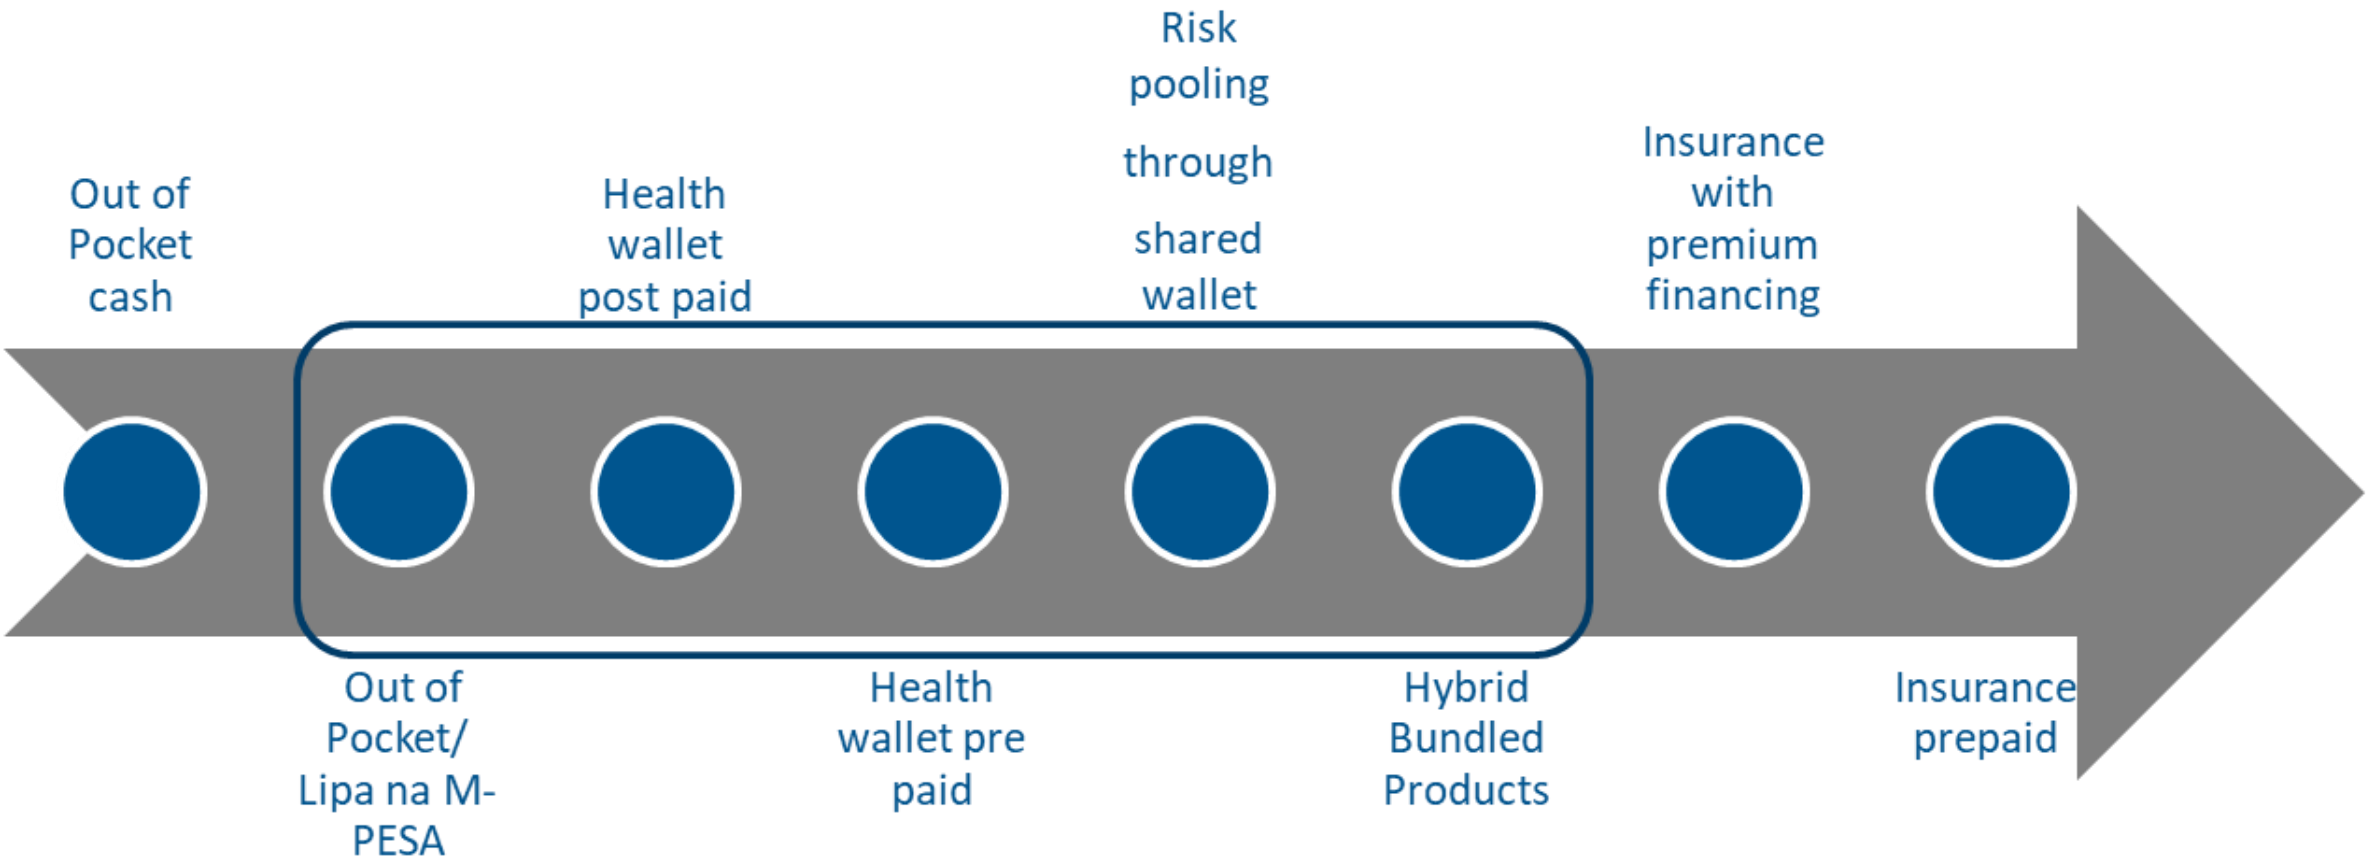 Out of
Pocket
cash
Out of
Pocket/
Lipa na M-
PESA
Health
wallet
post paid
Health
wallet pre
paid
Risk
pooling
through
shared
wallet
Hybrid
Bundled
Products
Insurance
with
premium
financing
Insurance
prepaid